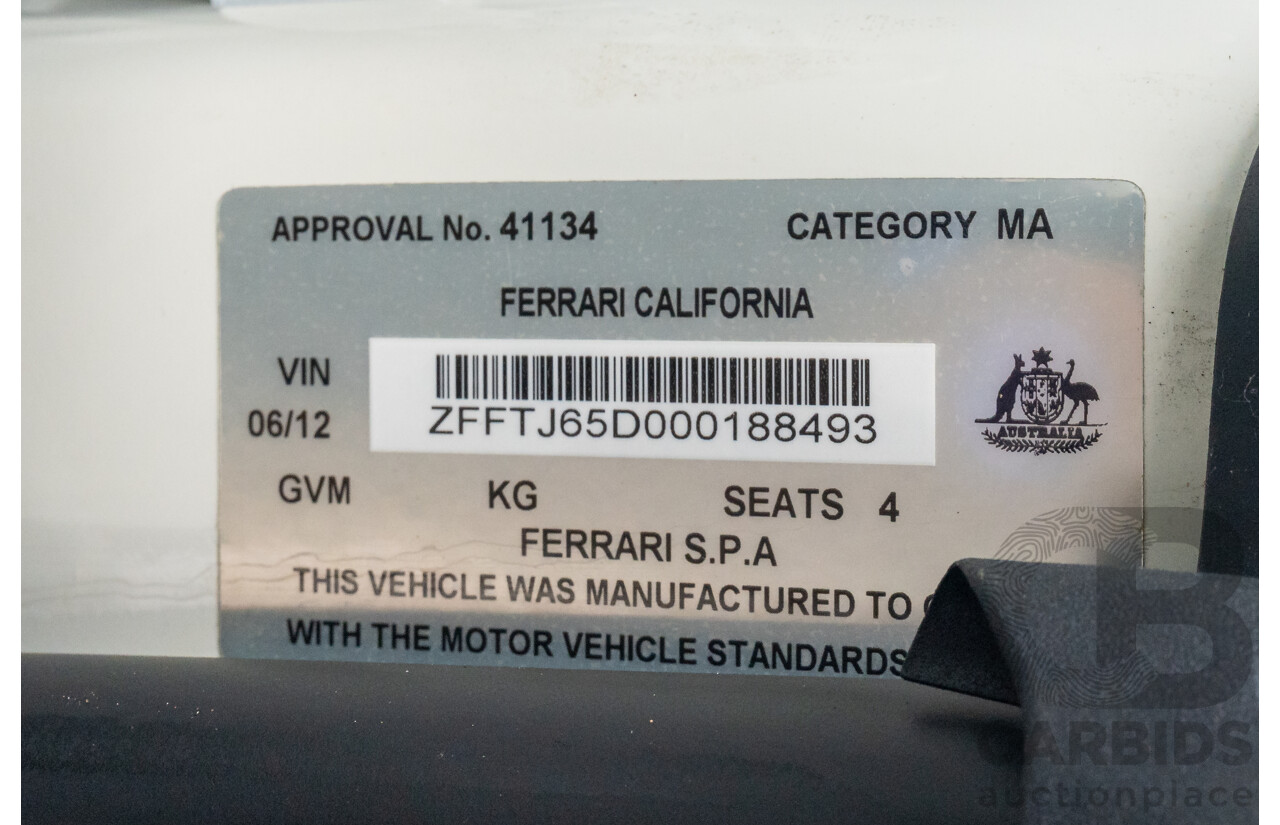 APPROVAL No. 41134 CATEGORY MA
FERRARI CALIFORNIA
VIN
ZFFTJ65D000188493
06/12
AUSTRALIA
GVM KG SEATS 4
FERRARI S.P.A
THIS VEHICLE WAS MANUFACTURED TO
WITH THE MOTOR VEHICLE STANDARDS
B
CARBIDS
auctionplace